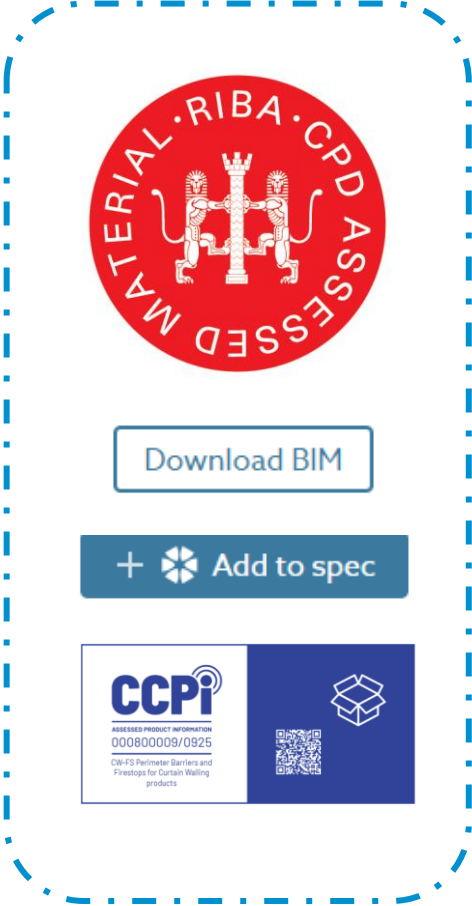 MATERIAL · RIBA · CPD ASSESSED
Download BIM
+ Add to spec
CCPi
ASSESSED PRODUCT INFORMATION
000800009/0925
CW-FS Perimeter Barriers and
Firestops for Curtain Walling
products